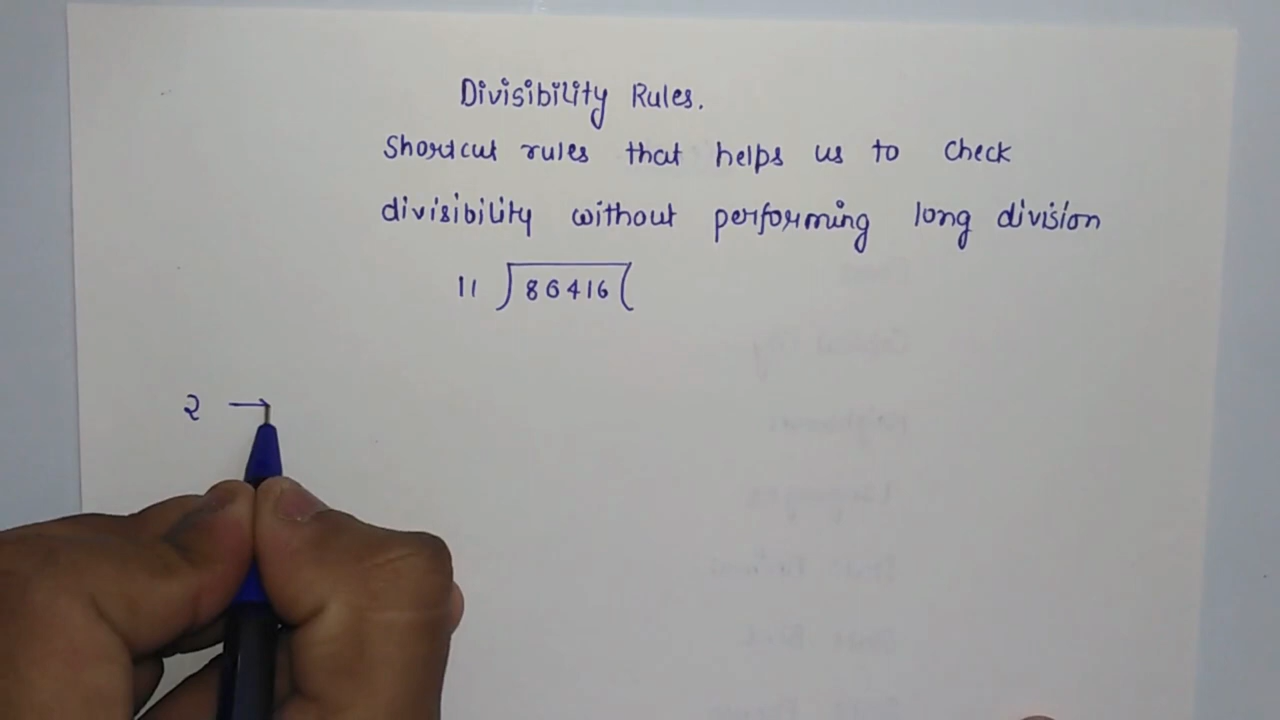 Divisibility Rules.
Shortcut rules that helps us to check
divisibility without performing long division
11 ) 86416 (
2 →